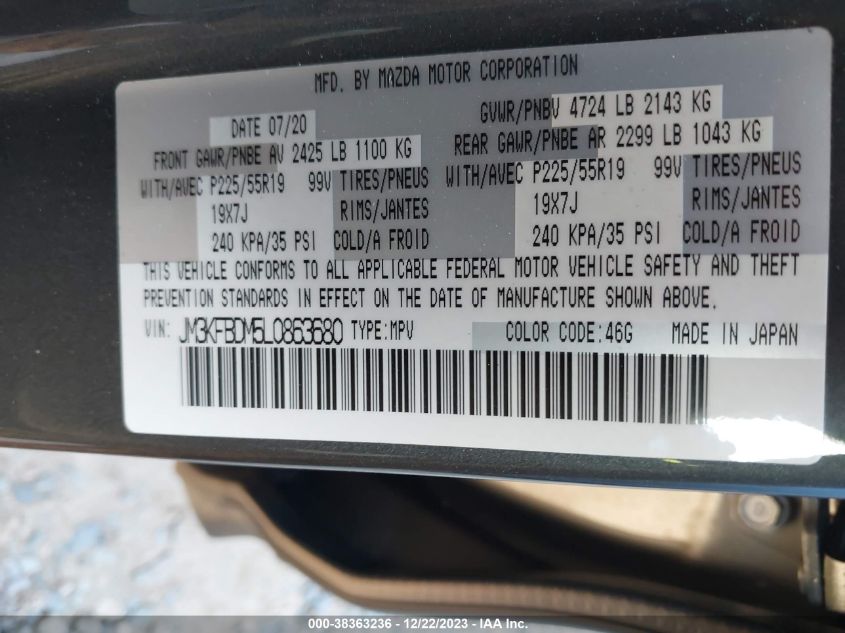 MFD. BY MAZDA MOTOR CORPORATION
DATE 07/20
GVWR/PNBV 4724 LB 2143 KG
FRONT GAWR/PNBE AV 2425 LB 1100 KG
REAR GAWR/PNBE AR 2299 LB 1043 KG
WITH/AVEC P225/55R19 99V TIRES/PNEUS WITH/AVEC P225/55R19 99V TIRES/PNEUS
19X7J RIMS/JANTES 19X7J RIMS/JANTES
240 KPA/35 PSI COLD/A FROID 240 KPA/35 PSI COLD/A FROID
THIS VEHICLE CONFORMS TO ALL APPLICABLE FEDERAL MOTOR VEHICLE SAFETY AND THEFT
PREVENTION STANDARDS IN EFFECT ON THE DATE OF MANUFACTURE SHOWN ABOVE.
VIN: JM3KFBDM5L0863680 TYPE:MPV COLOR CODE:46G MADE IN JAPAN
000-38363236 - 12/22/2023 - IAA Inc.